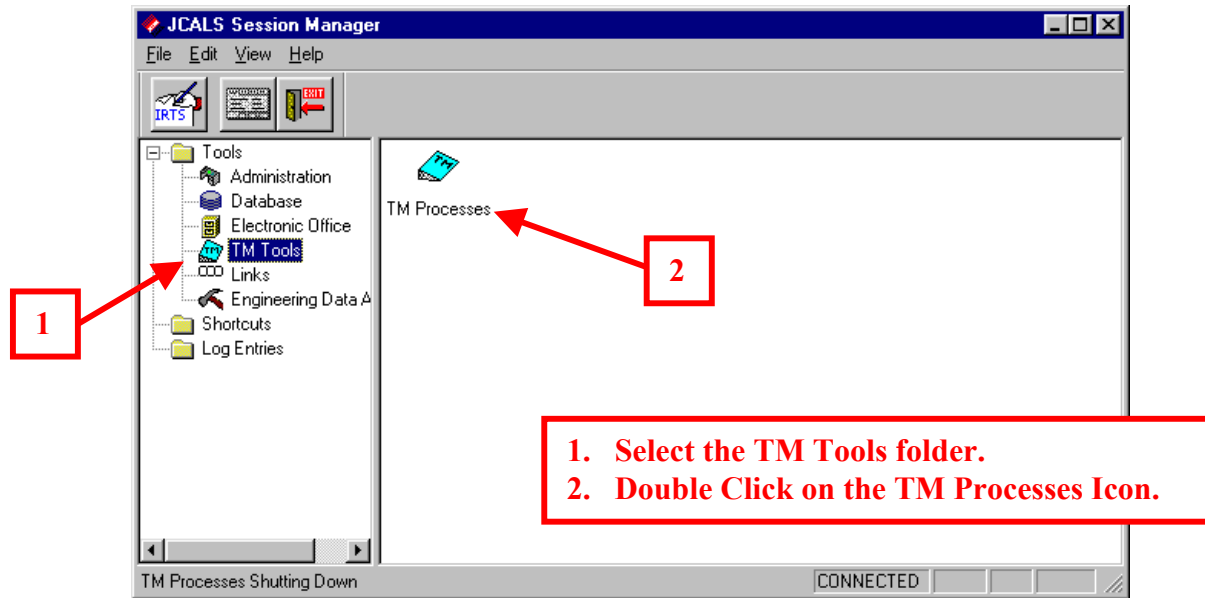 JCALS Session Manager
File Edit View Help
IRTS
EXIT
Tools
Administration
Database
Electronic Office
TM
TM Tools
Links
Engineering Data A
Shortcuts
Log Entries
TM
TM Processes
1
2
1. Select the TM Tools folder.
2. Double Click on the TM Processes Icon.
TM Processes Shutting Down
CONNECTED